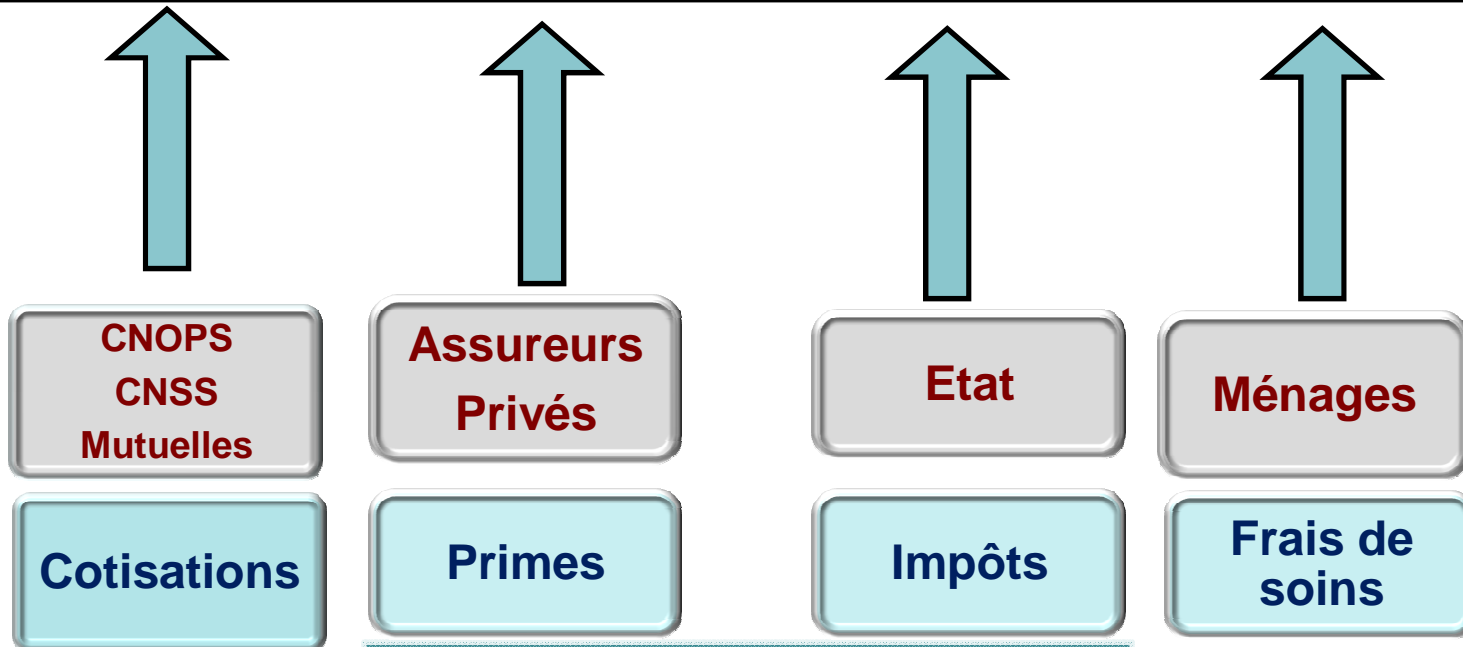 CNOPS
CNSS
Mutuelles
Assureurs
Privés
Etat
Ménages
Cotisations
Primes
Impôts
Frais de
soins